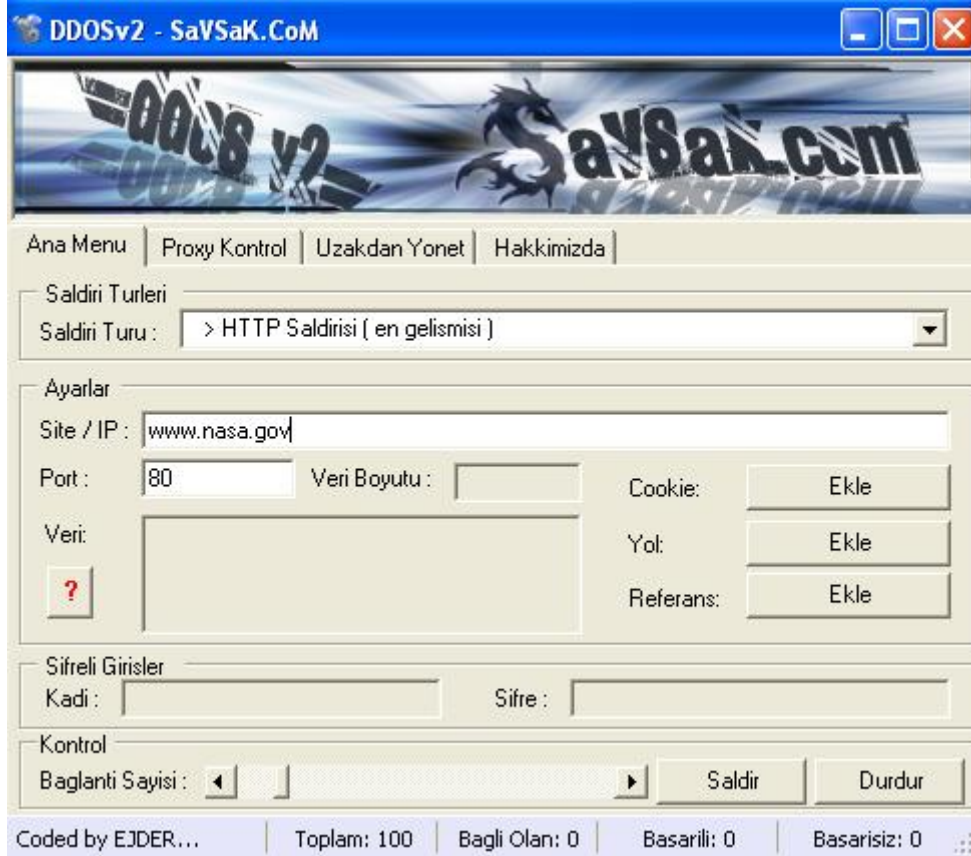 DDOSv2 - SaVSaK.CoM
DDOS v2 SaVSaK.com
Ana Menu Proxy Kontrol Uzakdan Yonet Hakkimizda
Saldiri Turleri
Saldiri Turu : > HTTP Saldirisi ( en gelismisi )
Ayarlar
Site / IP : www.nasa.gov
Port : 80 Veri Boyutu : Cookie: Ekle
Veri: Yol: Ekle
? Referans: Ekle
Sifreli Girisler
Kadi : Sifre :
Kontrol
Baglanti Sayisi : Saldir Durdur
Coded by EJDER... Toplam: 100 Bagli Olan: 0 Basarili: 0 Basarisiz: 0